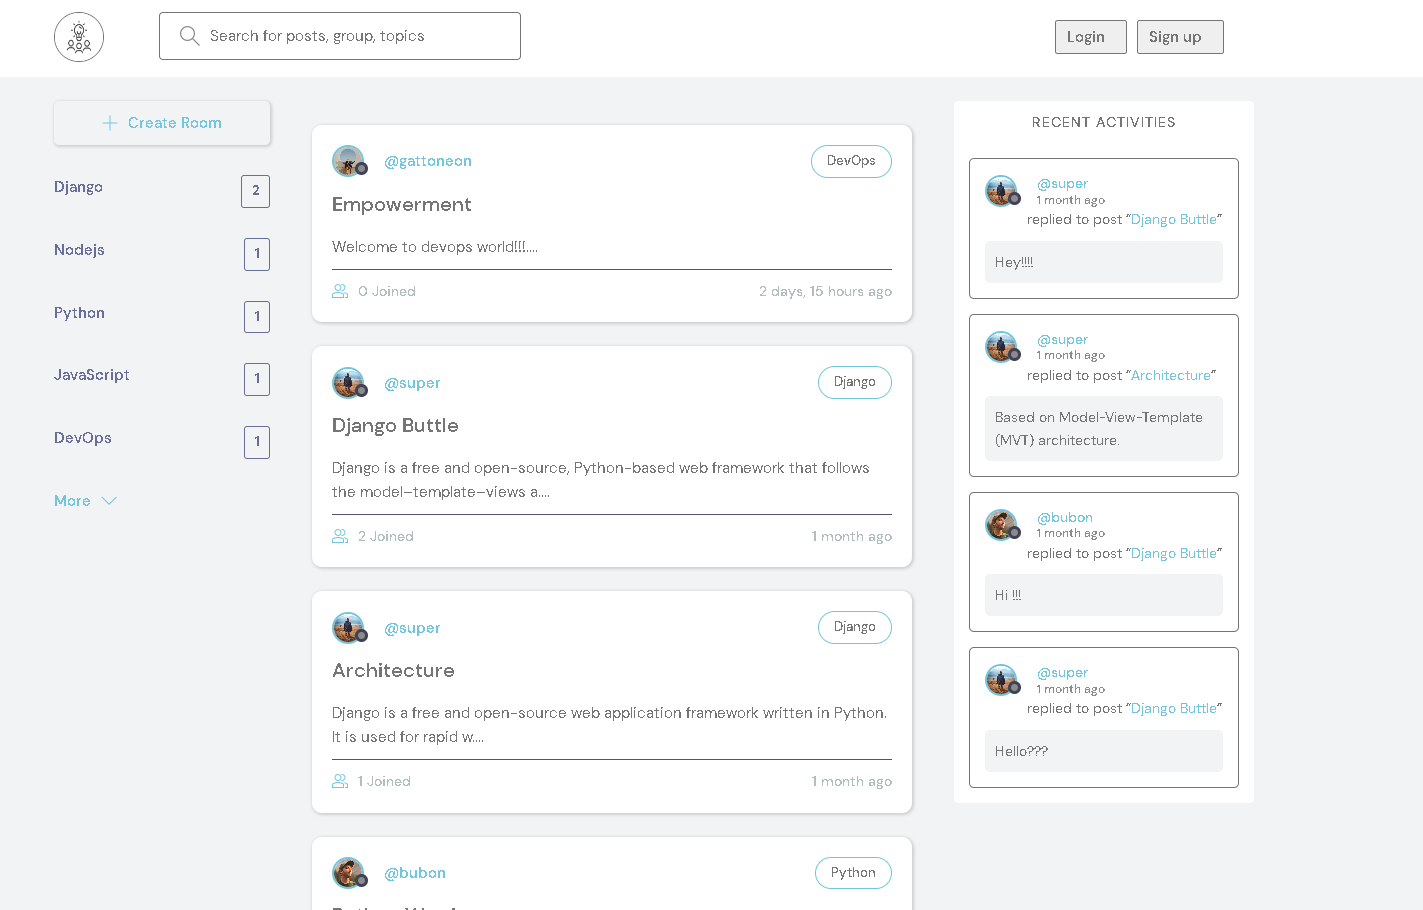 Search for posts, group, topics
Login
Sign up
Create Room
Django 2
Nodejs 1
Python 1
JavaScript 1
DevOps 1
More
@gattoneon
DevOps
Empowerment
Welcome to devops world!!!....
0 Joined
2 days, 15 hours ago
@super
Django
Django Buttle
Django is a free and open-source, Python-based web framework that follows
the model–template–views a....
2 Joined
1 month ago
@super
Django
Architecture
Django is a free and open-source web application framework written in Python.
It is used for rapid w....
1 Joined
1 month ago
@bubon
Python
RECENT ACTIVITIES
@super
1 month ago
replied to post “Django Buttle”
Hey!!!!
@super
1 month ago
replied to post “Architecture”
Based on Model-View-Template
(MVT) architecture.
@bubon
1 month ago
replied to post “Django Buttle”
Hi !!!
@super
1 month ago
replied to post “Django Buttle”
Hello???